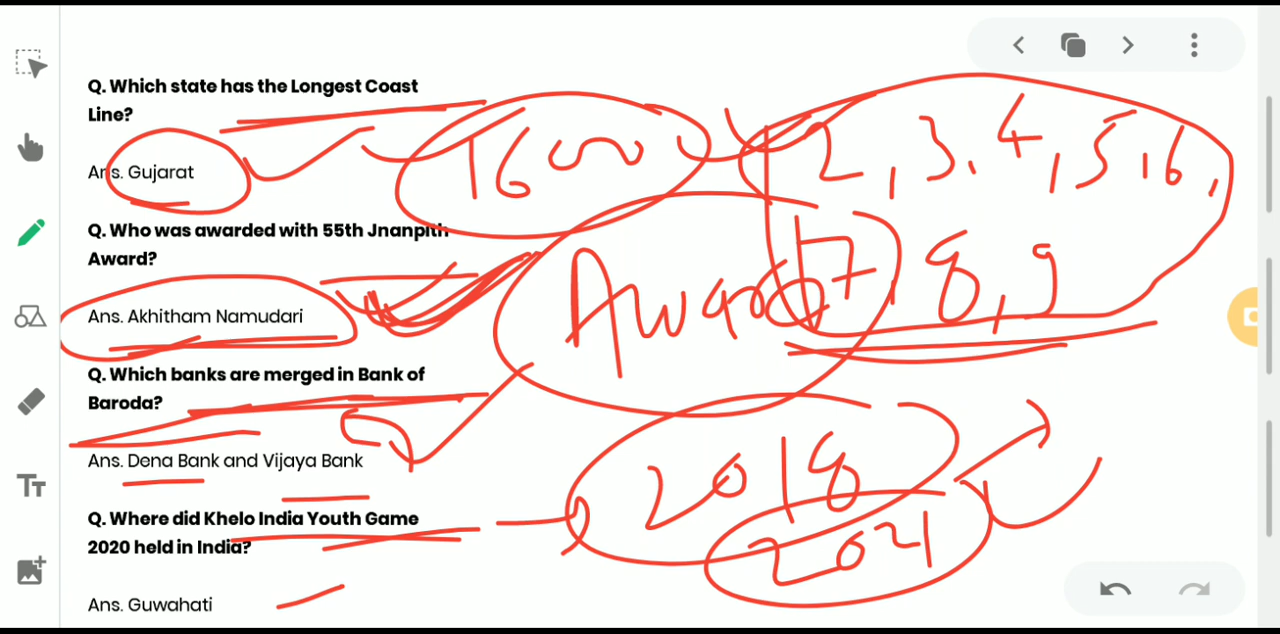 Q. Which state has the Longest Coast
Line?
1600
2, 3, 4, 5, 6,
Ans. Gujarat
Q. Who was awarded with 55th Jnanpith
Award?
7, 8, 9
Award
Ans. Akhitham Namudari
Q. Which banks are merged in Bank of
Baroda?
Ans. Dena Bank and Vijaya Bank
2018
Q. Where did Khelo India Youth Game
2020 held in India?
2021
Ans. Guwahati
TT